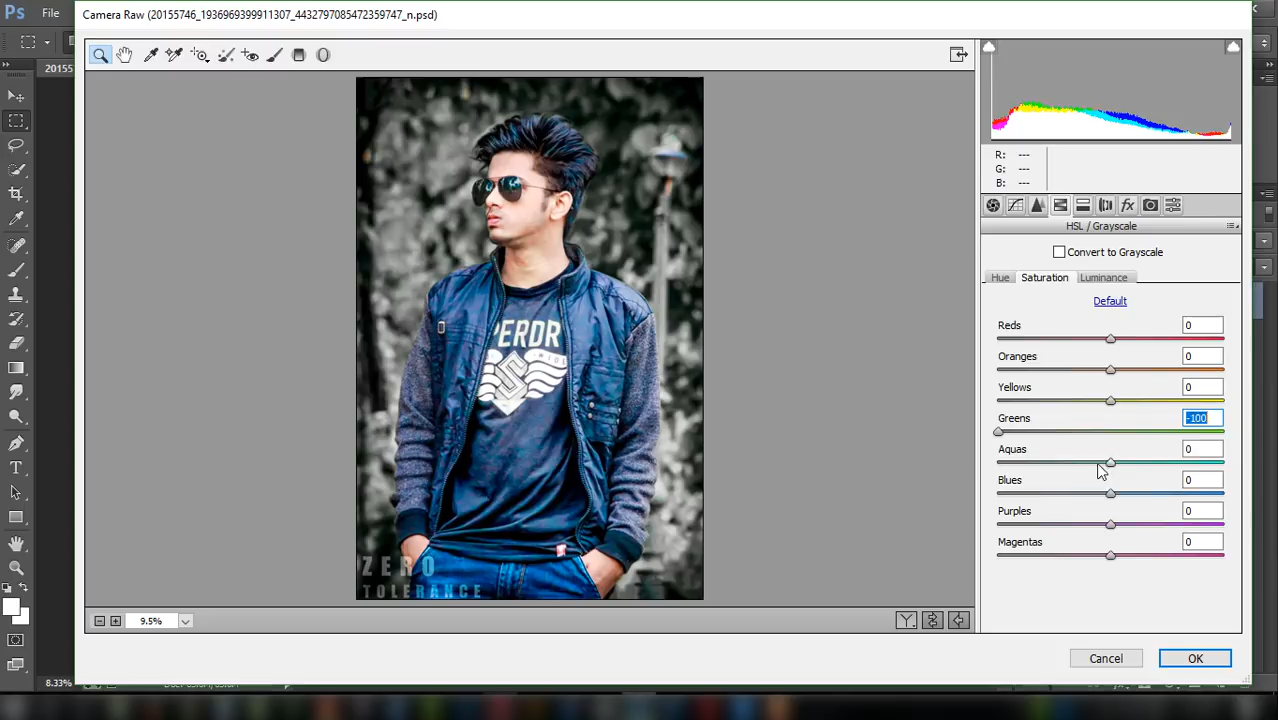 Ps File
Camera Raw (20155746_1936969399911307_4432797085472359747_n.psd)
20155
R: ---
G: ---
B: ---
fx
HSL / Grayscale
Convert to Grayscale
Hue Saturation Luminance
Default
Reds 0
Oranges 0
Yellows 0
Greens -100
Aquas 0
Blues 0
Purples 0
Magentas 0
PERDR
S
ZERO
TOLERANCE
T
Y
9.5%
Cancel OK
8.33%